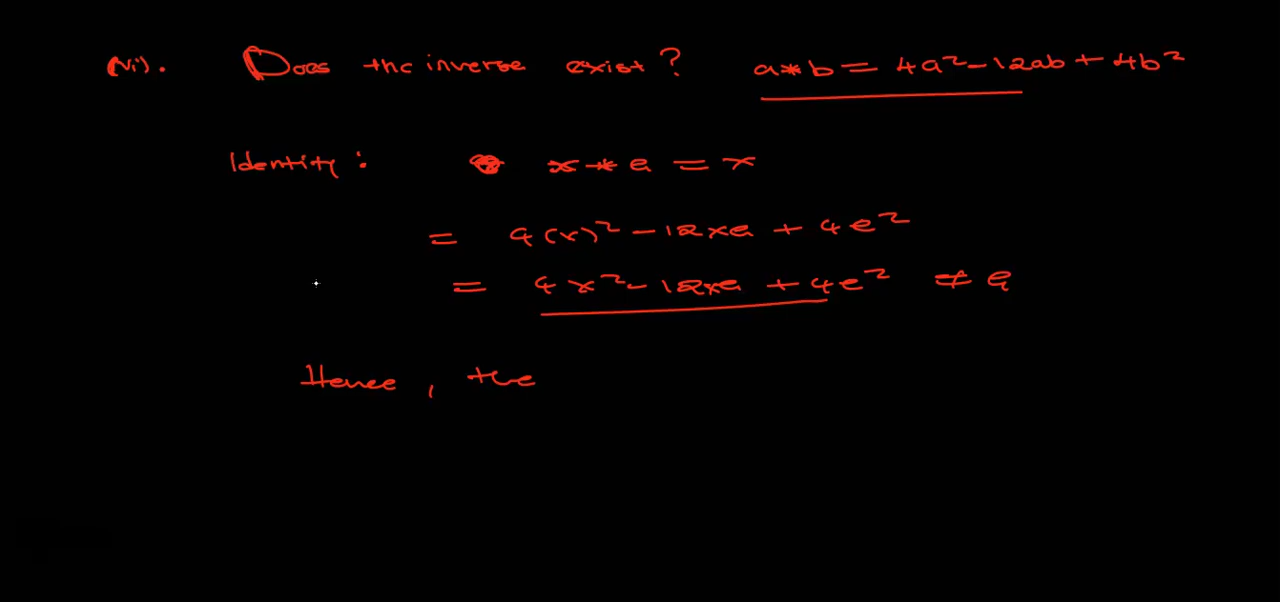 (vi). Does the inverse exist? a*b = 4a²-12ab+4b²
Identity: x*e = x
= 4(x)²-12xe+4e²
= 4x²-12xe+4e² ≠ e
Hence, the